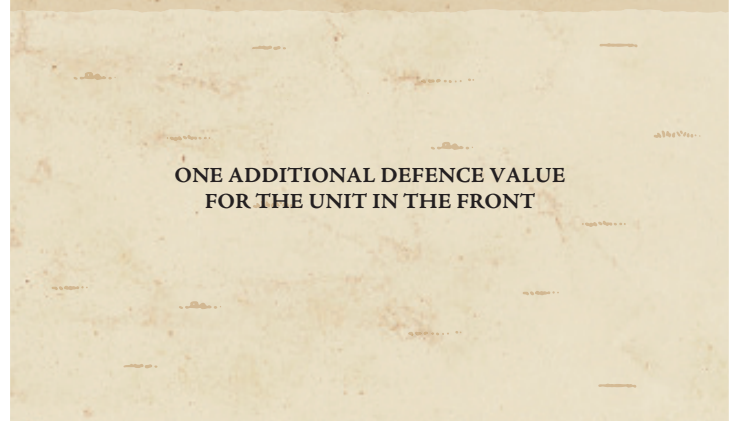 ONE ADDITIONAL DEFENCE VALUE
FOR THE UNIT IN THE FRONT